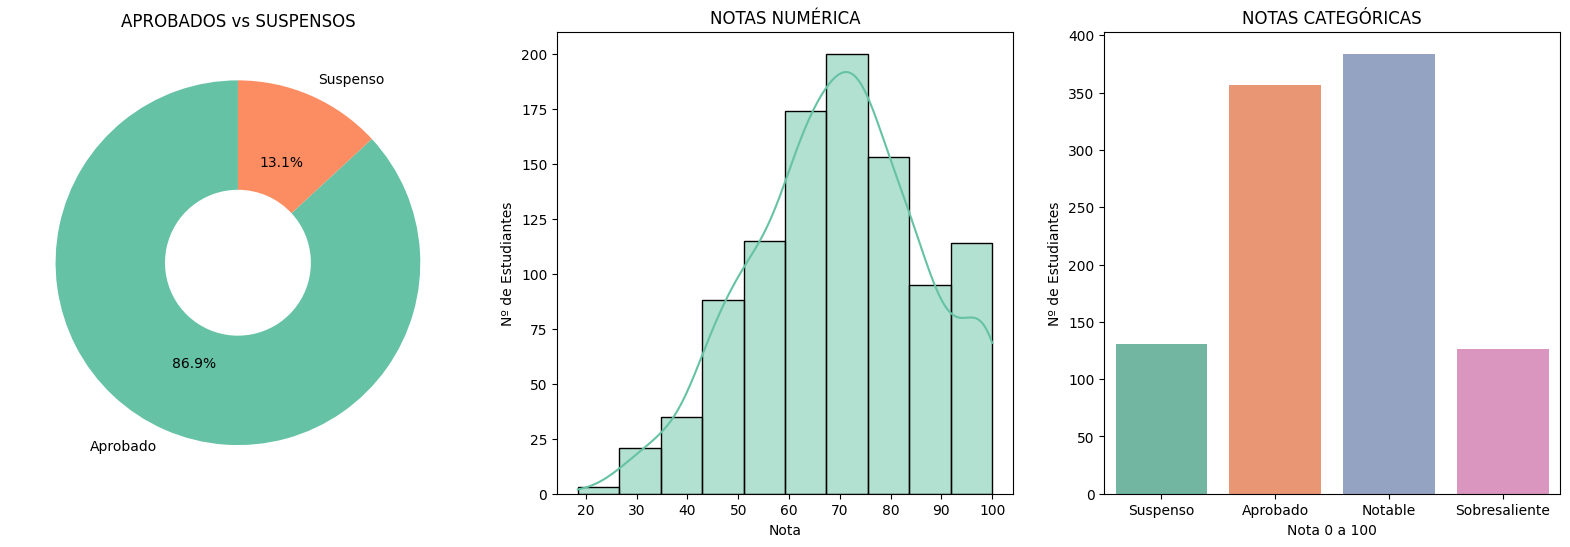 APROBADOS vs SUSPENSOS
Suspenso
13.1%
86.9%
Aprobado
NOTAS NUMÉRICA
Nº de Estudiantes
200
175
150
125
100
75
50
25
0
20 30 40 50 60 70 80 90 100
Nota
NOTAS CATEGÓRICAS
Nº de Estudiantes
400
350
300
250
200
150
100
50
0
Suspenso Aprobado Notable Sobresaliente
Nota 0 a 100